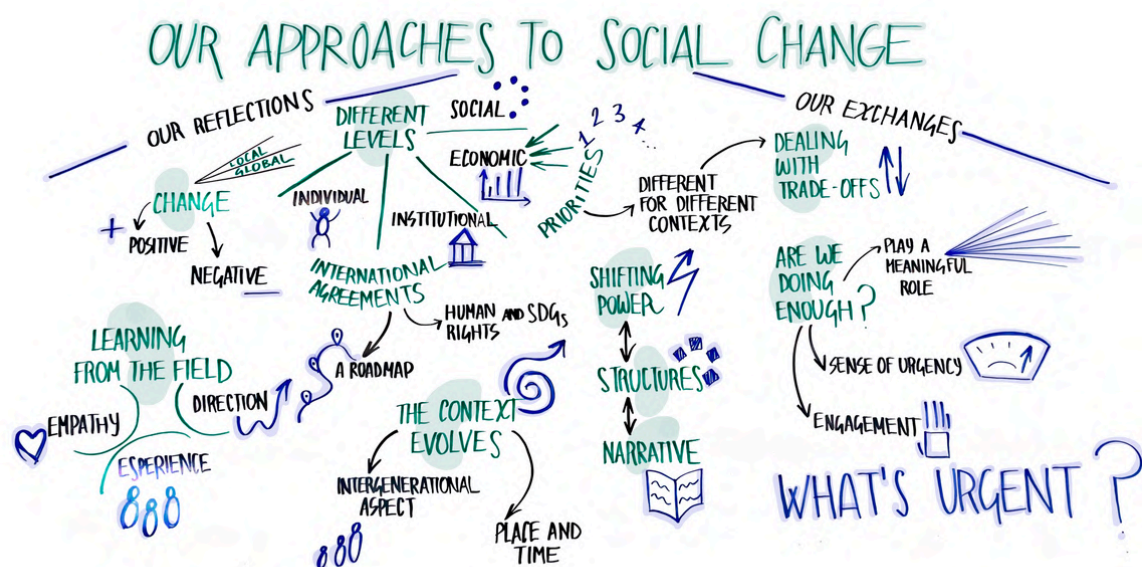 OUR APPROACHES TO SOCIAL CHANGE
OUR REFLECTIONS
LOCAL
GLOBAL
CHANGE
+
POSITIVE
NEGATIVE
DIFFERENT
LEVELS
SOCIAL
ECONOMIC
INDIVIDUAL
INSTITUTIONAL
1 2 3 4 ...
PRIORITIES
DIFFERENT
FOR DIFFERENT
CONTEXTS
INTERNATIONAL
AGREEMENTS
HUMAN AND SDGs
RIGHTS
A ROADMAP
LEARNING
FROM THE FIELD
EMPATHY
DIRECTION
ESPERIENCE
THE CONTEXT
EVOLVES
INTERGENERATIONAL
ASPECT
PLACE AND
TIME
SHIFTING
POWER
STRUCTURES
NARRATIVE
OUR EXCHANGES
DEALING
WITH
TRADE-OFFS
ARE WE
DOING
ENOUGH?
PLAY A
MEANINGFUL
ROLE
SENSE OF URGENCY
ENGAGEMENT
WHAT'S URGENT?